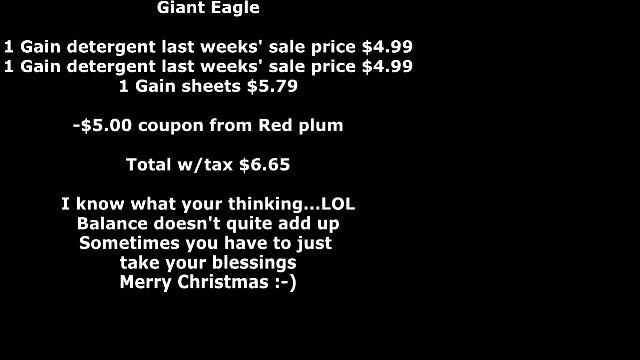 Giant Eagle
1 Gain detergent last weeks' sale price $4.99
1 Gain detergent last weeks' sale price $4.99
1 Gain sheets $5.79
-$5.00 coupon from Red plum
Total w/tax $6.65
I know what your thinking...LOL
Balance doesn't quite add up
Sometimes you have to just
take your blessings
Merry Christmas :-)